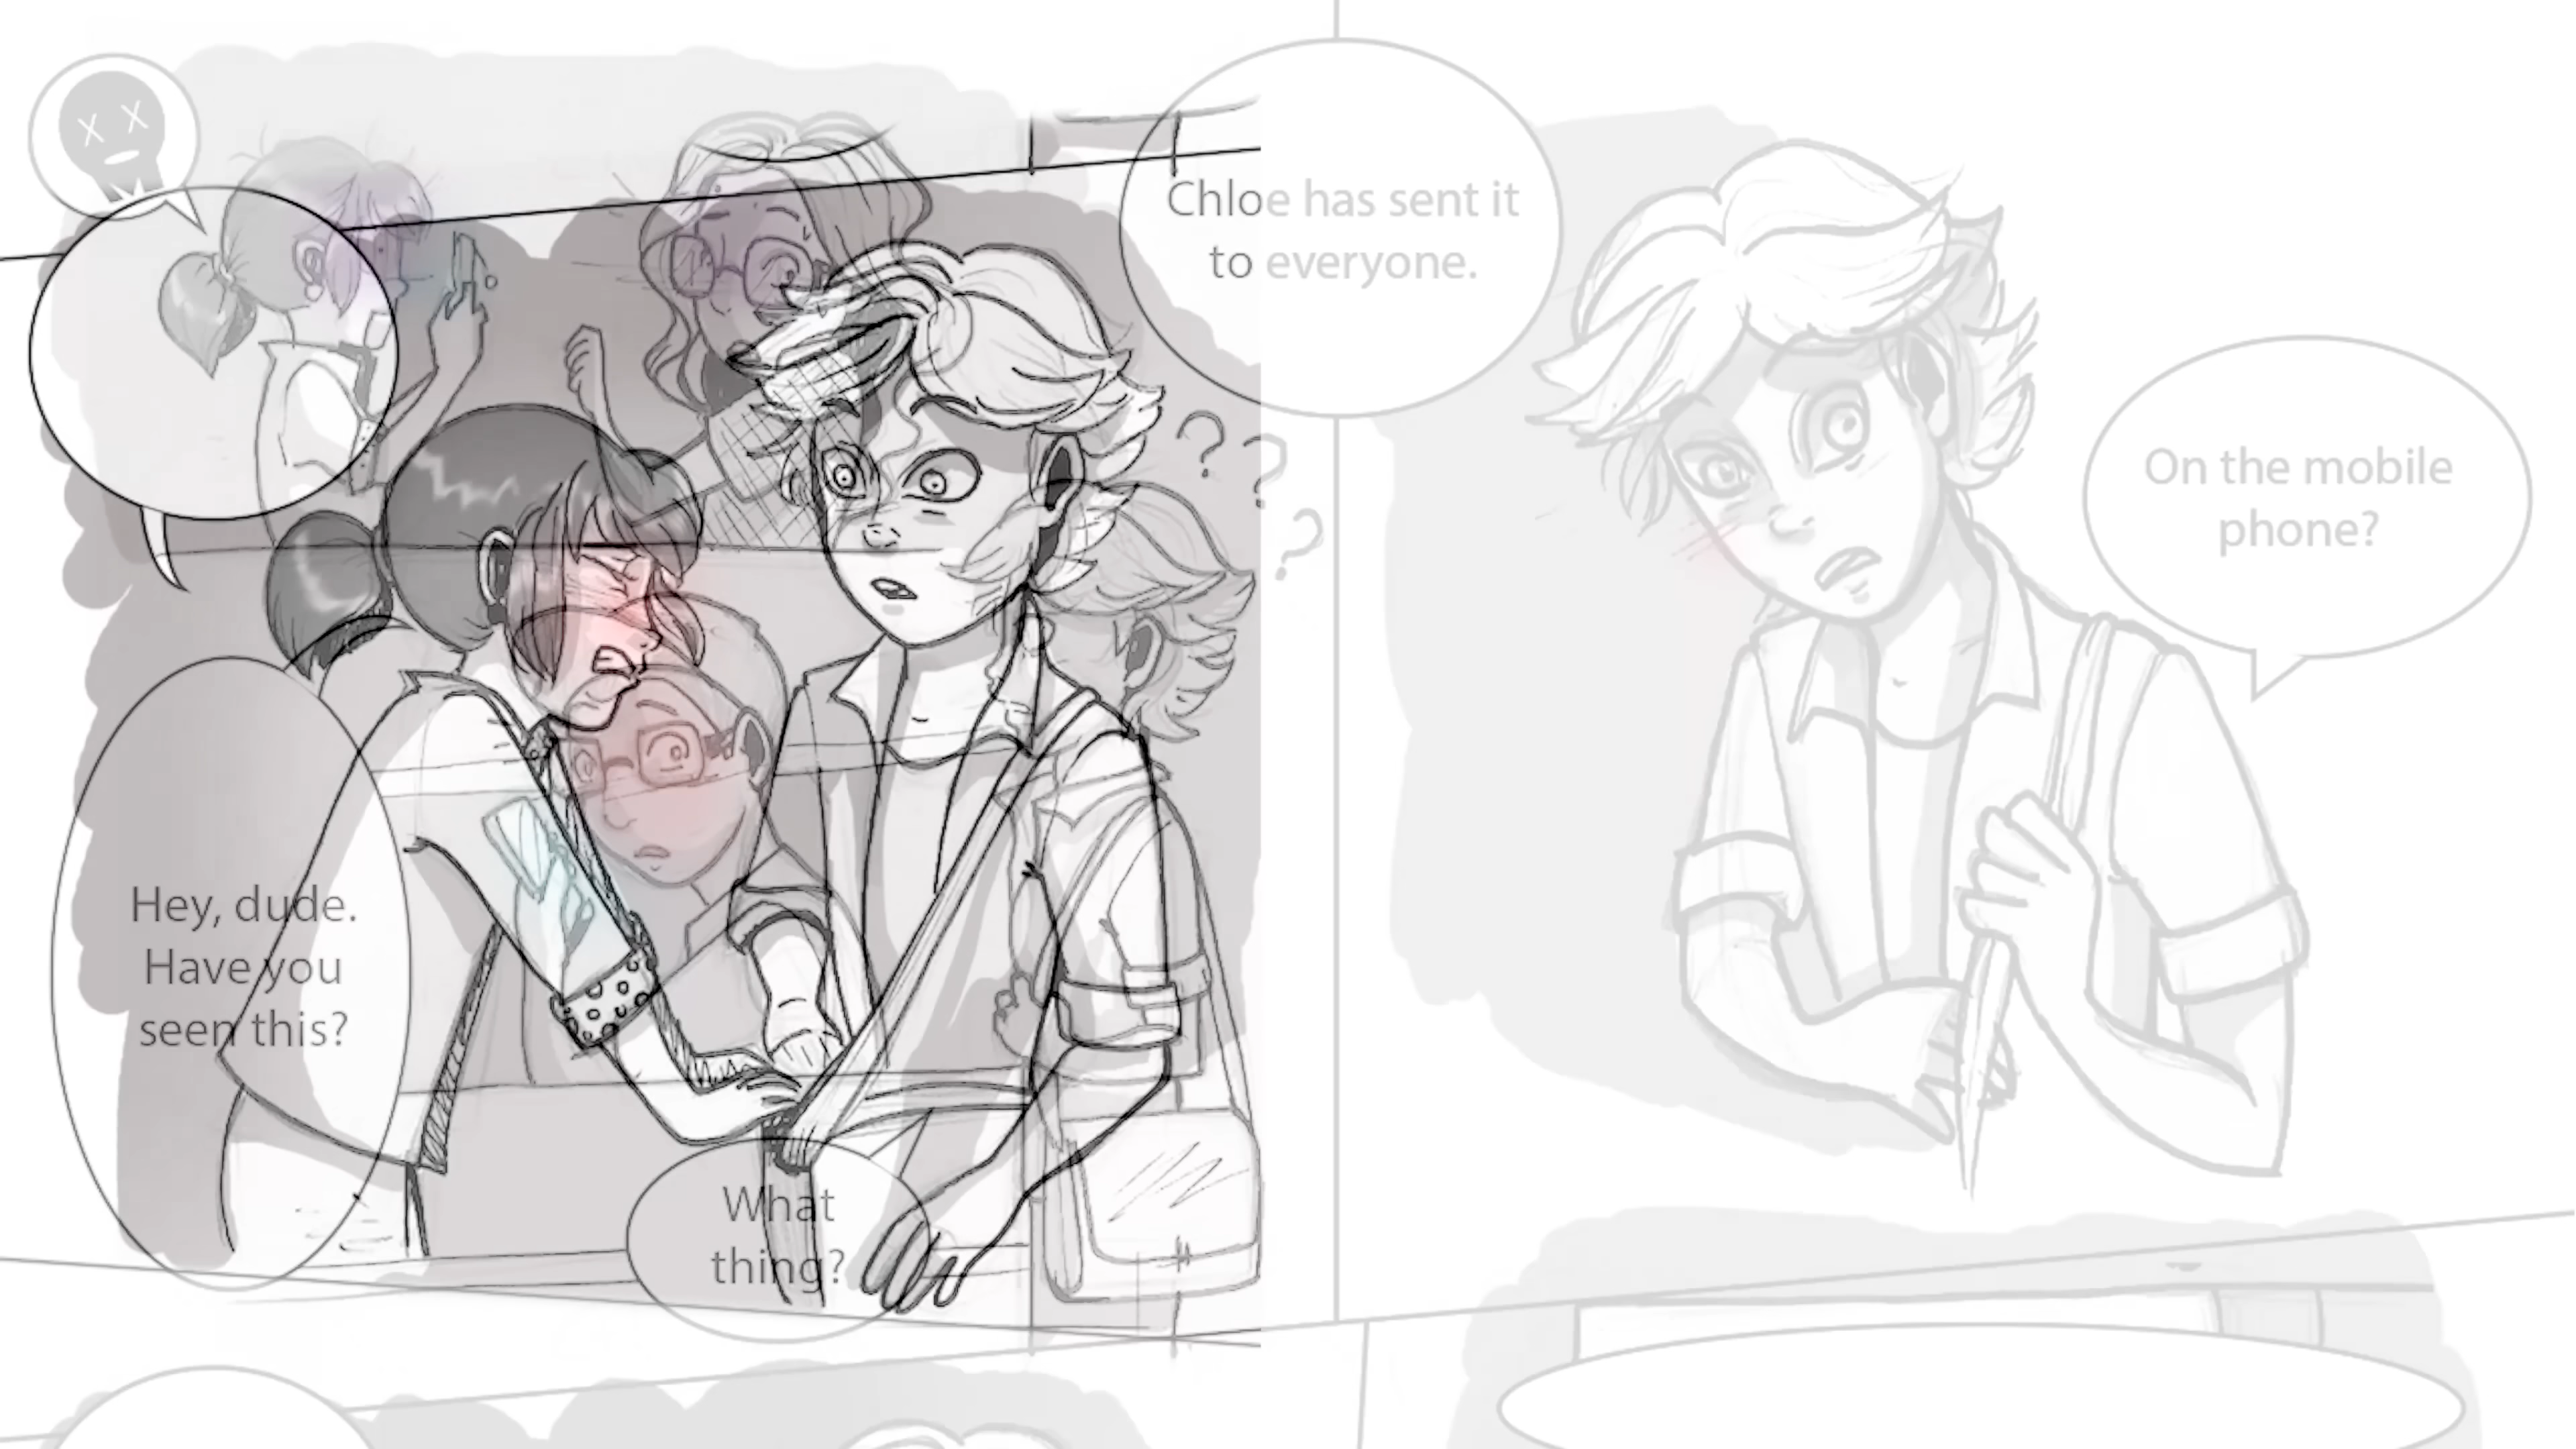 Chloe has sent it
to everyone.
On the mobile
phone?
? ? ?
Hey, dude.
Have you
seen this?
What
thing?